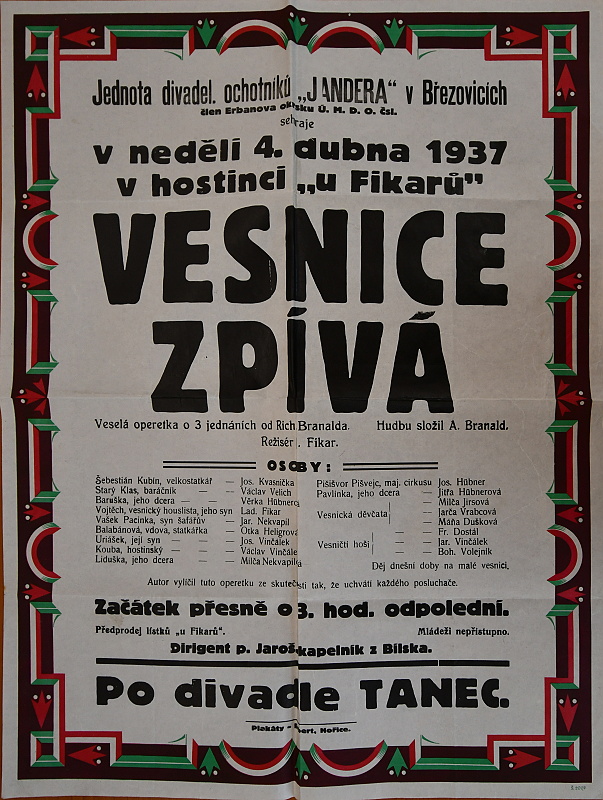 Jednota divadel. ochotníků „JANDERA“ v Březovicích
člen Erbanova okrsku Ú. M. D. O. čsl.
sehraje
v neděli 4. dubna 1937
v hostinci „u Fikarů”
VESNICE
ZPÍVÁ
Veselá operetka o 3 jednáních od Rich Branalda. Hudbu složil A. Branald.
Režisér . Fikar.
OSOBY:
Šebestián Kubín, velkostatkář — Jos. Kvasnička
Starý Klas, baráčník — — Václav Velich
Baruška, jeho dcera — — Věrka Hübnerová
Vojtěch, vesnický houslista, jeho syn Lad. Fikar
Vašek Pacinka, syn šafářův — Jar. Nekvapil
Balabánová, vdova, statkářka — Otka Heligrová
Uriášek, její syn — — Jos. Vinčálek
Kouba, hostinský — — Václav Vinčálek
Liduška, jeho dcera — — Milča Nekvapilká
Pišišvor Pišvejc, maj. cirkusu Jos. Hübner
Pavlínka, jeho dcera — Jitřa Hübnerová
— Milča Jirsová
Vesnická děvčata — Jarča Vrabcová
— Máňa Dušková
— Fr. Dostál
Vesničtí hoši — Jar. Vinčálek
— Boh. Volejník
Děj dnešní doby na malé vesnici,
Autor vylíčil tuto operetku ze skutečnosti tak, že uchvátí každého posluchače.
Začátek přesně o 3. hod. odpolední.
Předprodej lístků „u Fikarů“. Mládeži nepřístupno.
Dirigent p. Jaroš kapelník z Bílska.
Po divadle TANEC.
Plakáty - bert, Hořice.